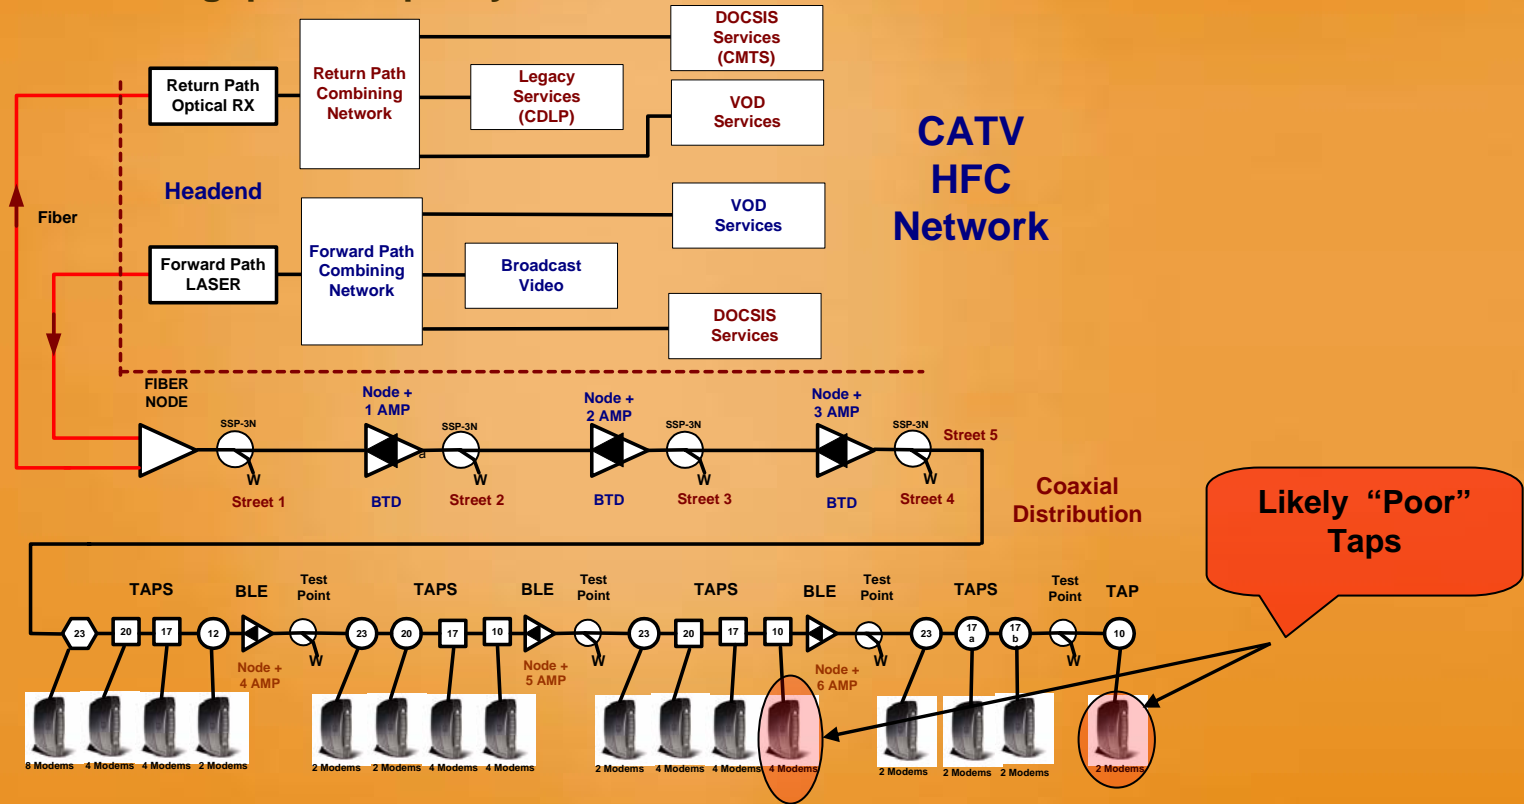 DOCSIS
Services
(CMTS)
Return Path
Optical RX
Return Path
Combining
Network
Legacy
Services
(CDLP)
VOD
Services
CATV
HFC
Network
Headend
Fiber
VOD
Services
Forward Path
LASER
Forward Path
Combining
Network
Broadcast
Video
DOCSIS
Services
FIBER
NODE
Node +
1 AMP
Node +
2 AMP
Node +
3 AMP
SSP-3N
SSP-3N
SSP-3N
SSP-3N
Street 5
a
W
W
W
W
Street 1
BTD
Street 2
BTD
Street 3
BTD
Street 4
Coaxial
Distribution
Likely “Poor”
Taps
TAPS
BLE
Test
Point
TAPS
BLE
Test
Point
TAPS
BLE
Test
Point
TAPS
Test
Point
TAP
23
20
17
12
23
20
17
10
23
20
17
10
23
17
a
17
b
10
W
W
W
W
Node +
4 AMP
Node +
5 AMP
Node +
6 AMP
8 Modems
4 Modems
4 Modems
2 Modems
2 Modems
2 Modems
4 Modems
4 Modems
2 Modems
4 Modems
4 Modems
4 Modems
2 Modems
2 Modems
2 Modems
2 Modems